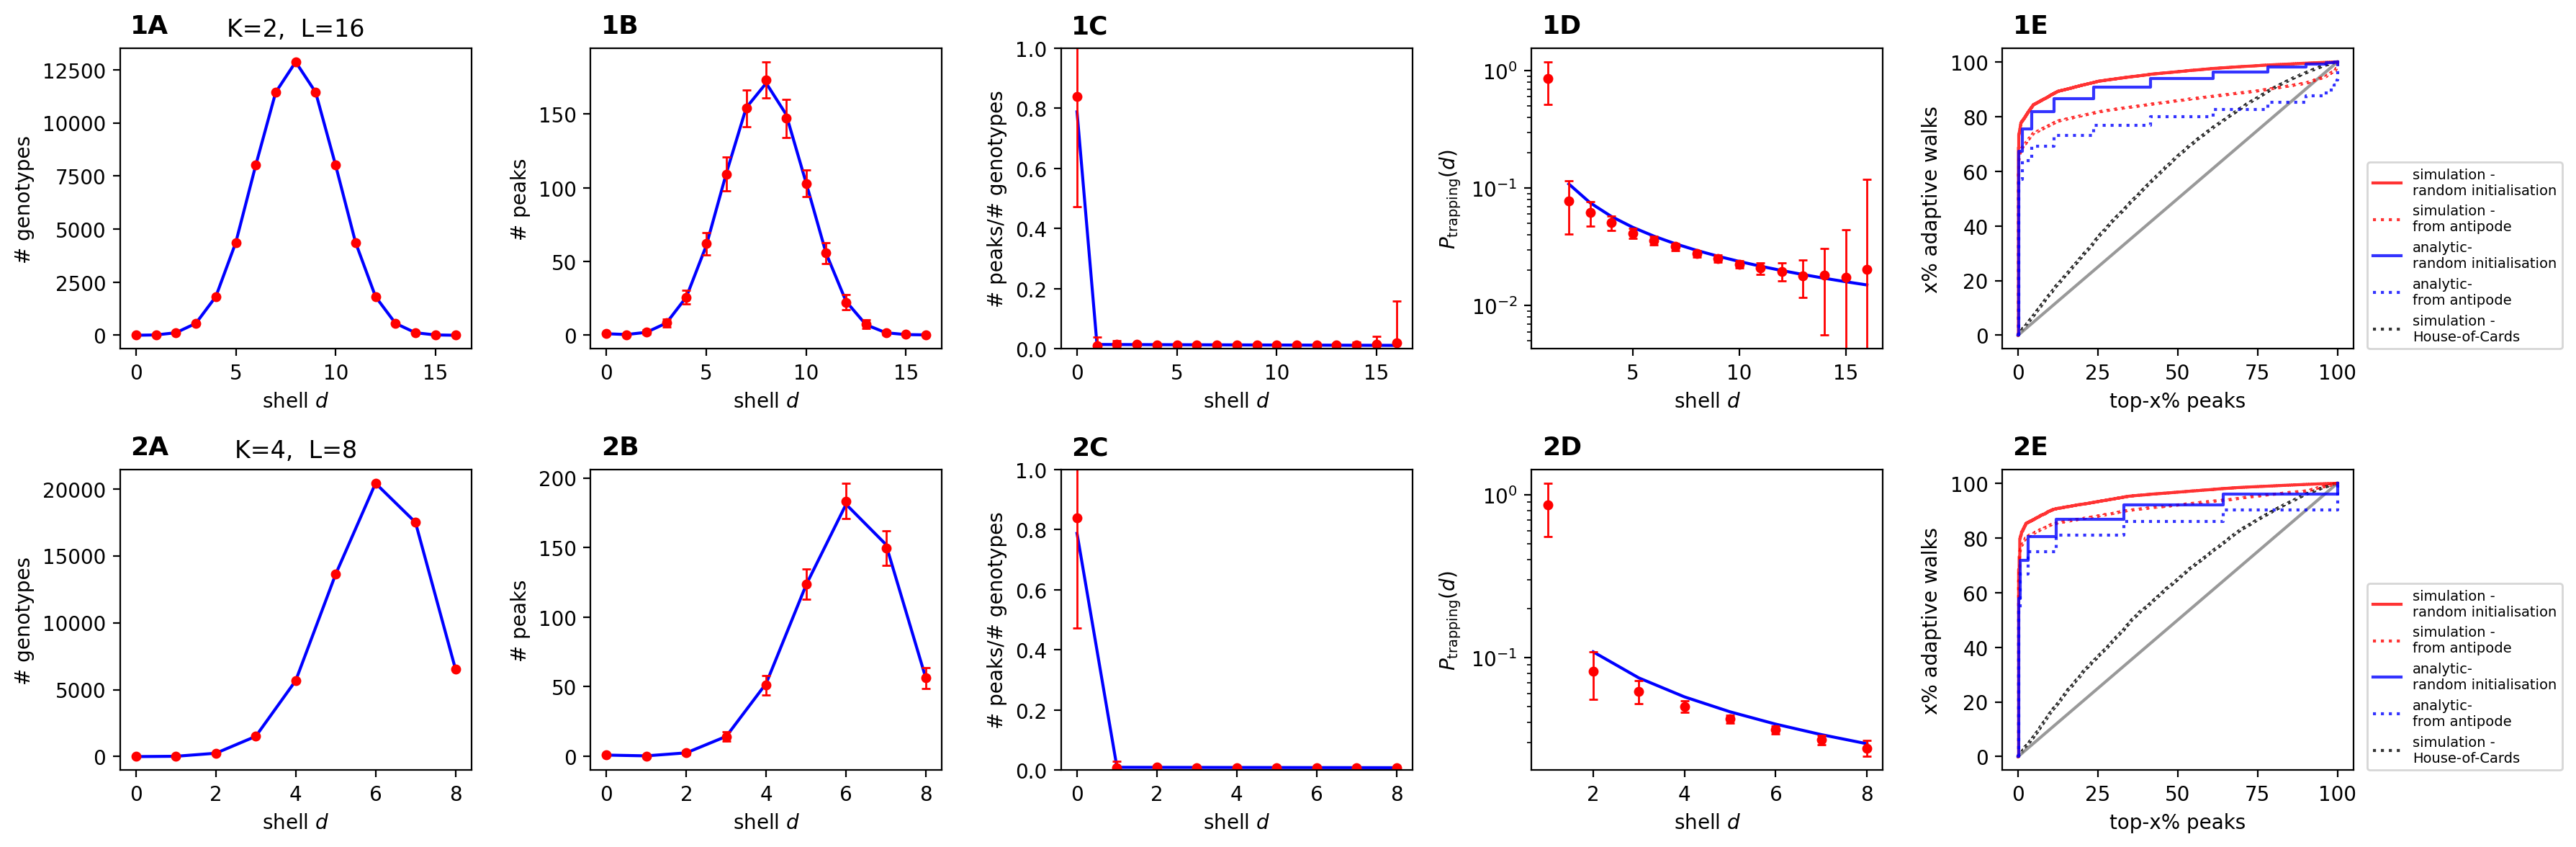 1A
K=2, L=16
# genotypes
12500
10000
7500
5000
2500
0
0 5 10 15
shell d
1B
# peaks
150
100
50
0
0 5 10 15
shell d
1C
# peaks/# genotypes
1.0
0.8
0.6
0.4
0.2
0.0
0 5 10 15
shell d
1D
P_trapping(d)
10^0
10^-1
10^-2
5 10 15
shell d
1E
x% adaptive walks
100
80
60
40
20
0
0 25 50 75 100
top-x% peaks
simulation -
random initialisation
simulation -
from antipode
analytic-
random initialisation
analytic-
from antipode
simulation -
House-of-Cards
2A
K=4, L=8
# genotypes
20000
15000
10000
5000
0
0 2 4 6 8
shell d
2B
# peaks
200
150
100
50
0
0 2 4 6 8
shell d
2C
# peaks/# genotypes
1.0
0.8
0.6
0.4
0.2
0.0
0 2 4 6 8
shell d
2D
P_trapping(d)
10^0
10^-1
2 4 6 8
shell d
2E
x% adaptive walks
100
80
60
40
20
0
0 25 50 75 100
top-x% peaks
simulation -
random initialisation
simulation -
from antipode
analytic-
random initialisation
analytic-
from antipode
simulation -
House-of-Cards